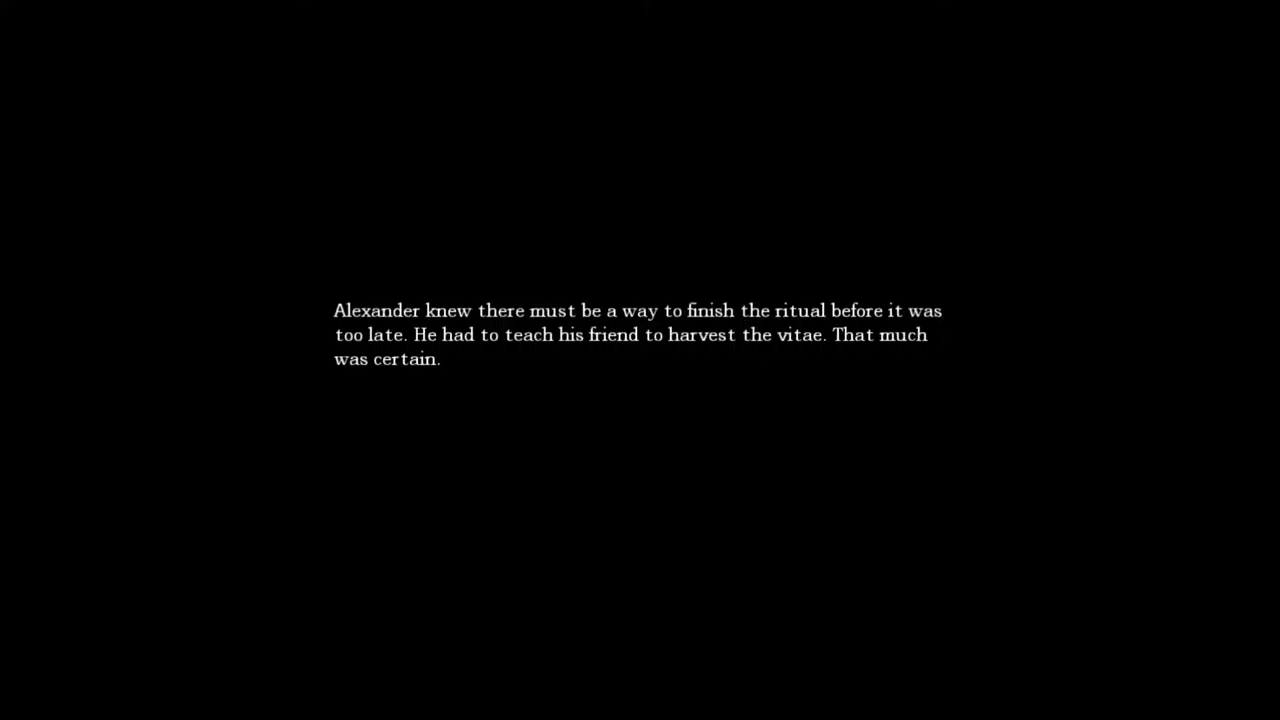 Alexander knew there must be a way to finish the ritual before it was
too late. He had to teach his friend to harvest the vitae. That much
was certain.